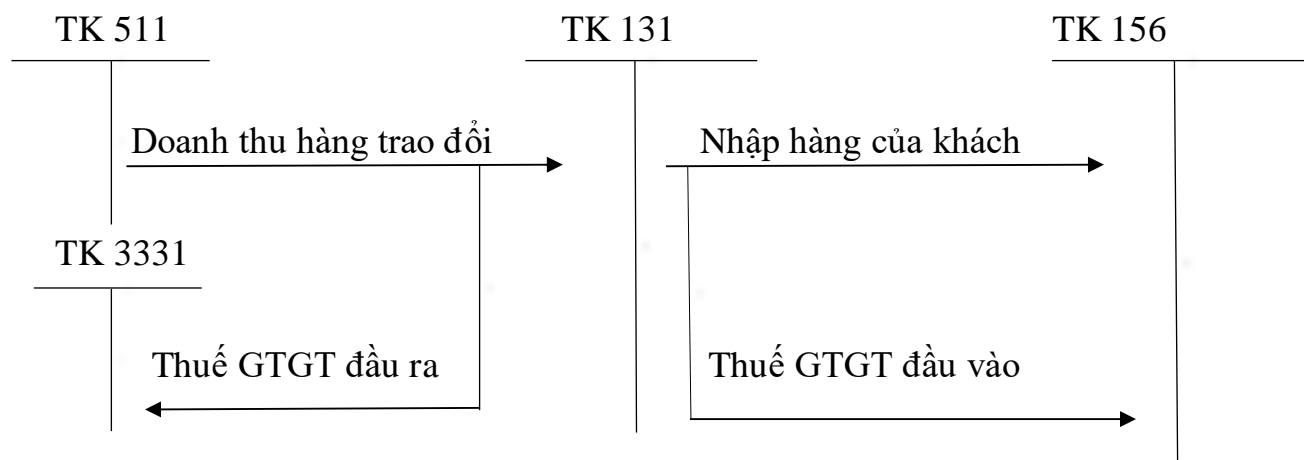 TK 511
TK 131
TK 156
Doanh thu hàng trao đổi
Nhập hàng của khách
TK 3331
Thuế GTGT đầu ra
Thuế GTGT đầu vào